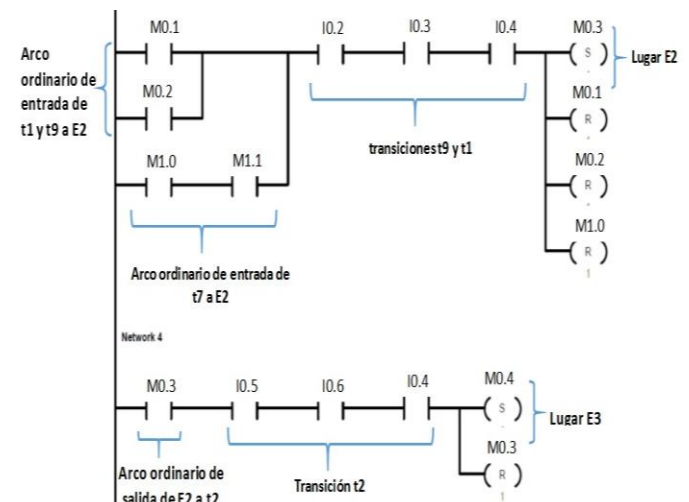 M0.1
I0.2
I0.3
I0.4
M0.3
S
Lugar E2
Arco
ordinario de
entrada de
t1 y t9 a E2
M0.2
M0.1
R
transicionest9 y t1
M1.0
M1.1
M0.2
R
M1.0
R
1
Arco ordinario de entrada de
t7 a E2
Network 4
M0.3
I0.5
I0.6
I0.4
M0.4
S
Lugar E3
M0.3
R
1
Arco ordinario de
salida de E2 a t2
Transición t2